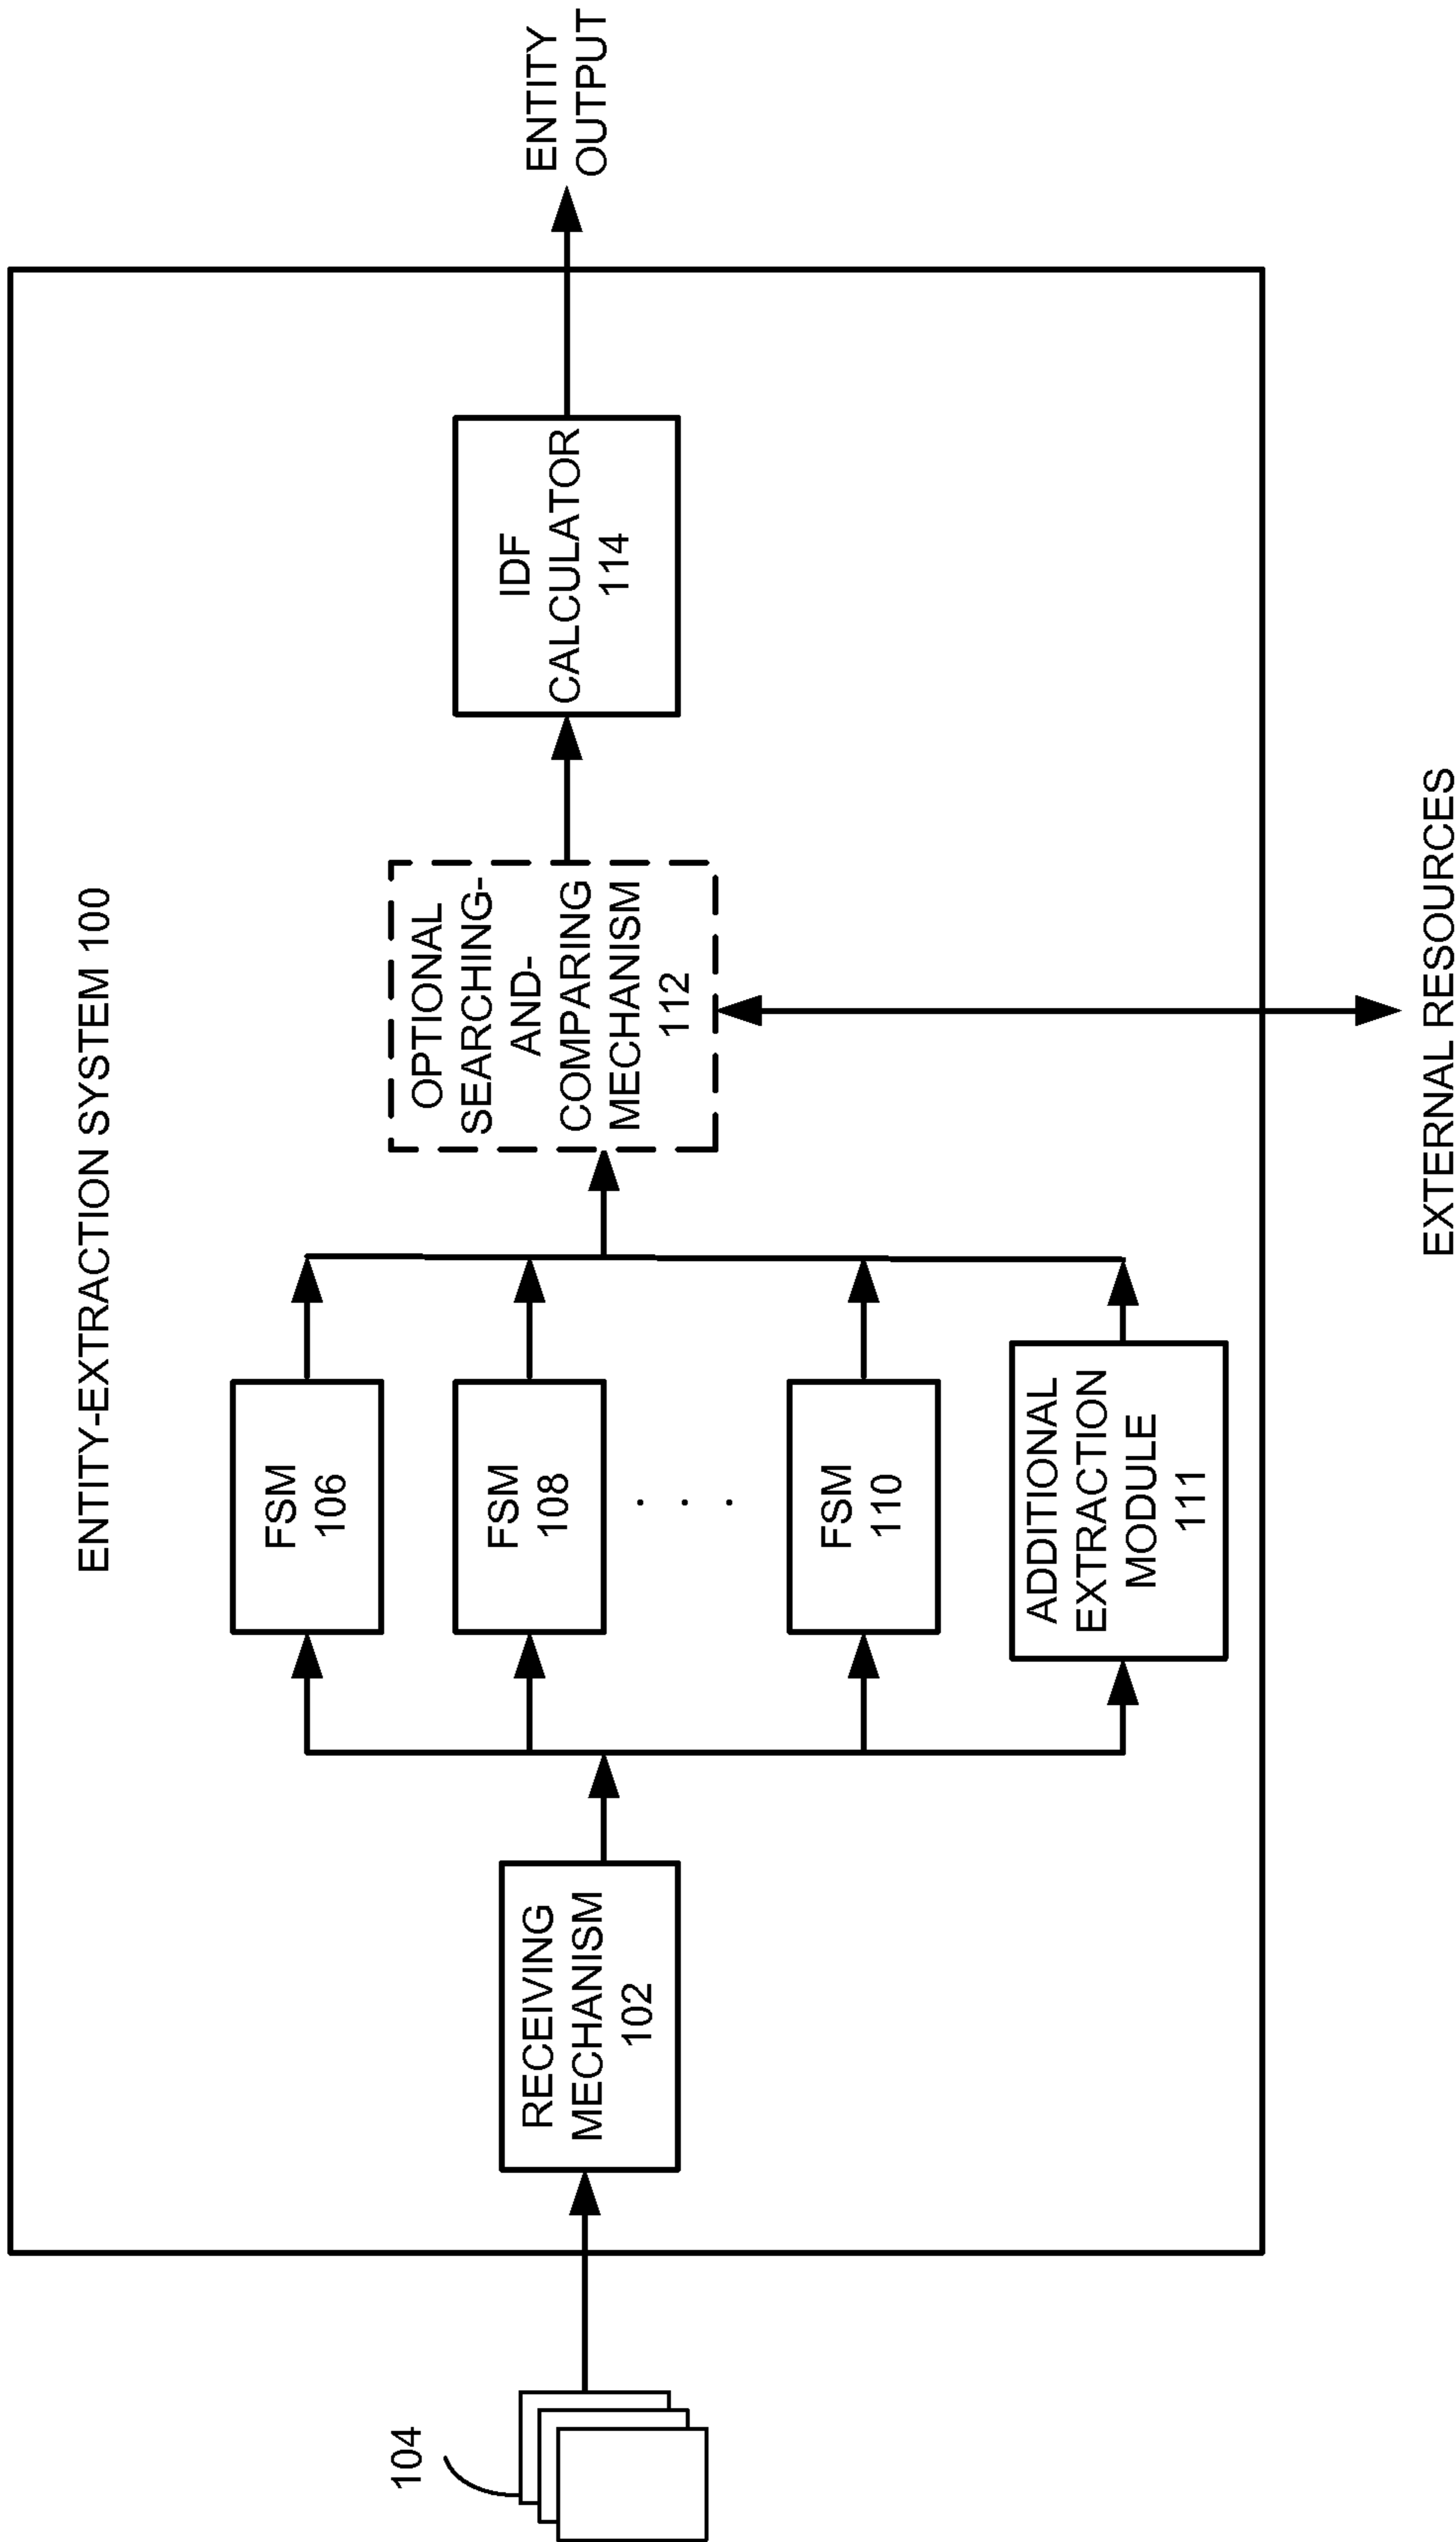 ENTITY-EXTRACTION SYSTEM 100
104
RECEIVING
MECHANISM
102
FSM
106
FSM
108
. . .
FSM
110
ADDITIONAL
EXTRACTION
MODULE
111
OPTIONAL
SEARCHING-
AND-
COMPARING
MECHANISM
112
IDF
CALCULATOR
114
ENTITY
OUTPUT
EXTERNAL RESOURCES